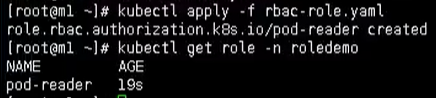 [root@m1 ~]# kubectl apply -f rbac-role.yaml
role.rbac.authorization.k8s.io/pod-reader created
[root@m1 ~]# kubectl get role -n roledemo
NAME AGE
pod-reader 19s